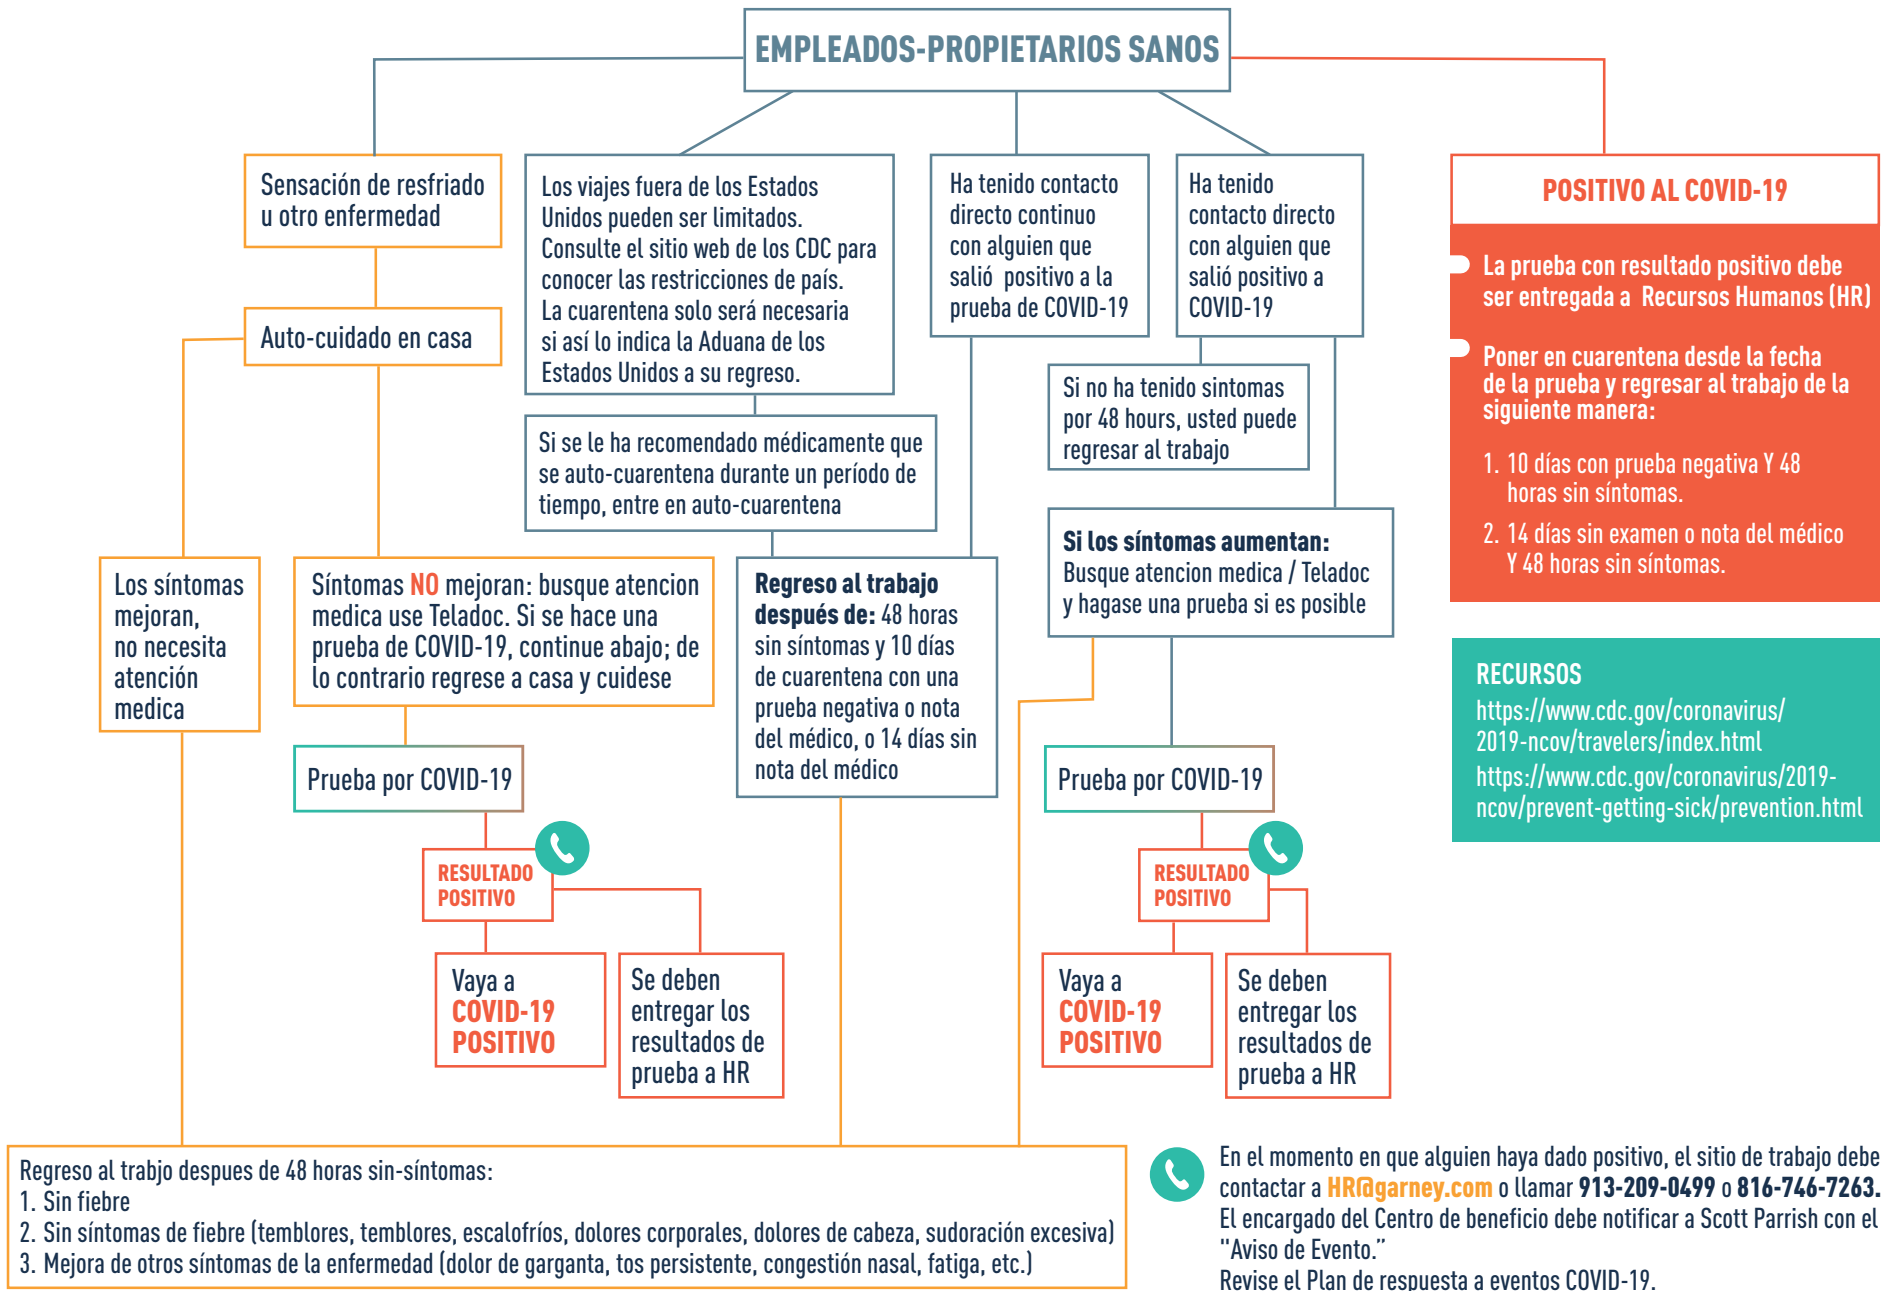 EMPLEADOS-PROPIETARIOS SANOS
Sensación de resfriado
u otro enfermedad
Auto-cuidado en casa
Los síntomas
mejoran,
no necesita
atención
medica
Síntomas NO mejoran: busque atencion
medica use Teladoc. Si se hace una
prueba de COVID-19, continue abajo; de
lo contrario regrese a casa y cuidese
Prueba por COVID-19
RESULTADO
POSITIVO
Vaya a
COVID-19
POSITIVO
Se deben
entregar los
resultados de
prueba a HR
Los viajes fuera de los Estados
Unidos pueden ser limitados.
Consulte el sitio web de los CDC para
conocer las restricciones de país.
La cuarentena solo será necesaria
si así lo indica la Aduana de los
Estados Unidos a su regreso.
Si se le ha recomendado médicamente que
se auto-cuarentena durante un período de
tiempo, entre en auto-cuarentena
Ha tenido contacto
directo continuo
con alguien que
salió positivo a la
prueba de COVID-19
Regreso al trabajo
después de: 48 horas
sin síntomas y 10 días
de cuarentena con una
prueba negativa o nota
del médico, o 14 días sin
nota del médico
Ha tenido
contacto directo
con alguien que
salió positivo a
COVID-19
Si no ha tenido sintomas
por 48 hours, usted puede
regresar al trabajo
Si los síntomas aumentan:
Busque atencion medica / Teladoc
y hagase una prueba si es posible
Prueba por COVID-19
RESULTADO
POSITIVO
Vaya a
COVID-19
POSITIVO
Se deben
entregar los
resultados de
prueba a HR
POSITIVO AL COVID-19
La prueba con resultado positivo debe
ser entregada a Recursos Humanos (HR)
Poner en cuarentena desde la fecha
de la prueba y regresar al trabajo de la
siguiente manera:
1. 10 días con prueba negativa Y 48
horas sin síntomas.
2. 14 días sin examen o nota del médico
Y 48 horas sin síntomas.
RECURSOS
https://www.cdc.gov/coronavirus/
2019-ncov/travelers/index.html
https://www.cdc.gov/coronavirus/2019-
ncov/prevent-getting-sick/prevention.html
Regreso al trabjo despues de 48 horas sin-síntomas:
1. Sin fiebre
2. Sin síntomas de fiebre (temblores, temblores, escalofríos, dolores corporales, dolores de cabeza, sudoración excesiva)
3. Mejora de otros síntomas de la enfermedad (dolor de garganta, tos persistente, congestión nasal, fatiga, etc.)
En el momento en que alguien haya dado positivo, el sitio de trabajo debe
contactar a HR@garney.com o llamar 913-209-0499 o 816-746-7263.
El encargado del Centro de beneficio debe notificar a Scott Parrish con el
"Aviso de Evento.”
Revise el Plan de respuesta a eventos COVID-19.